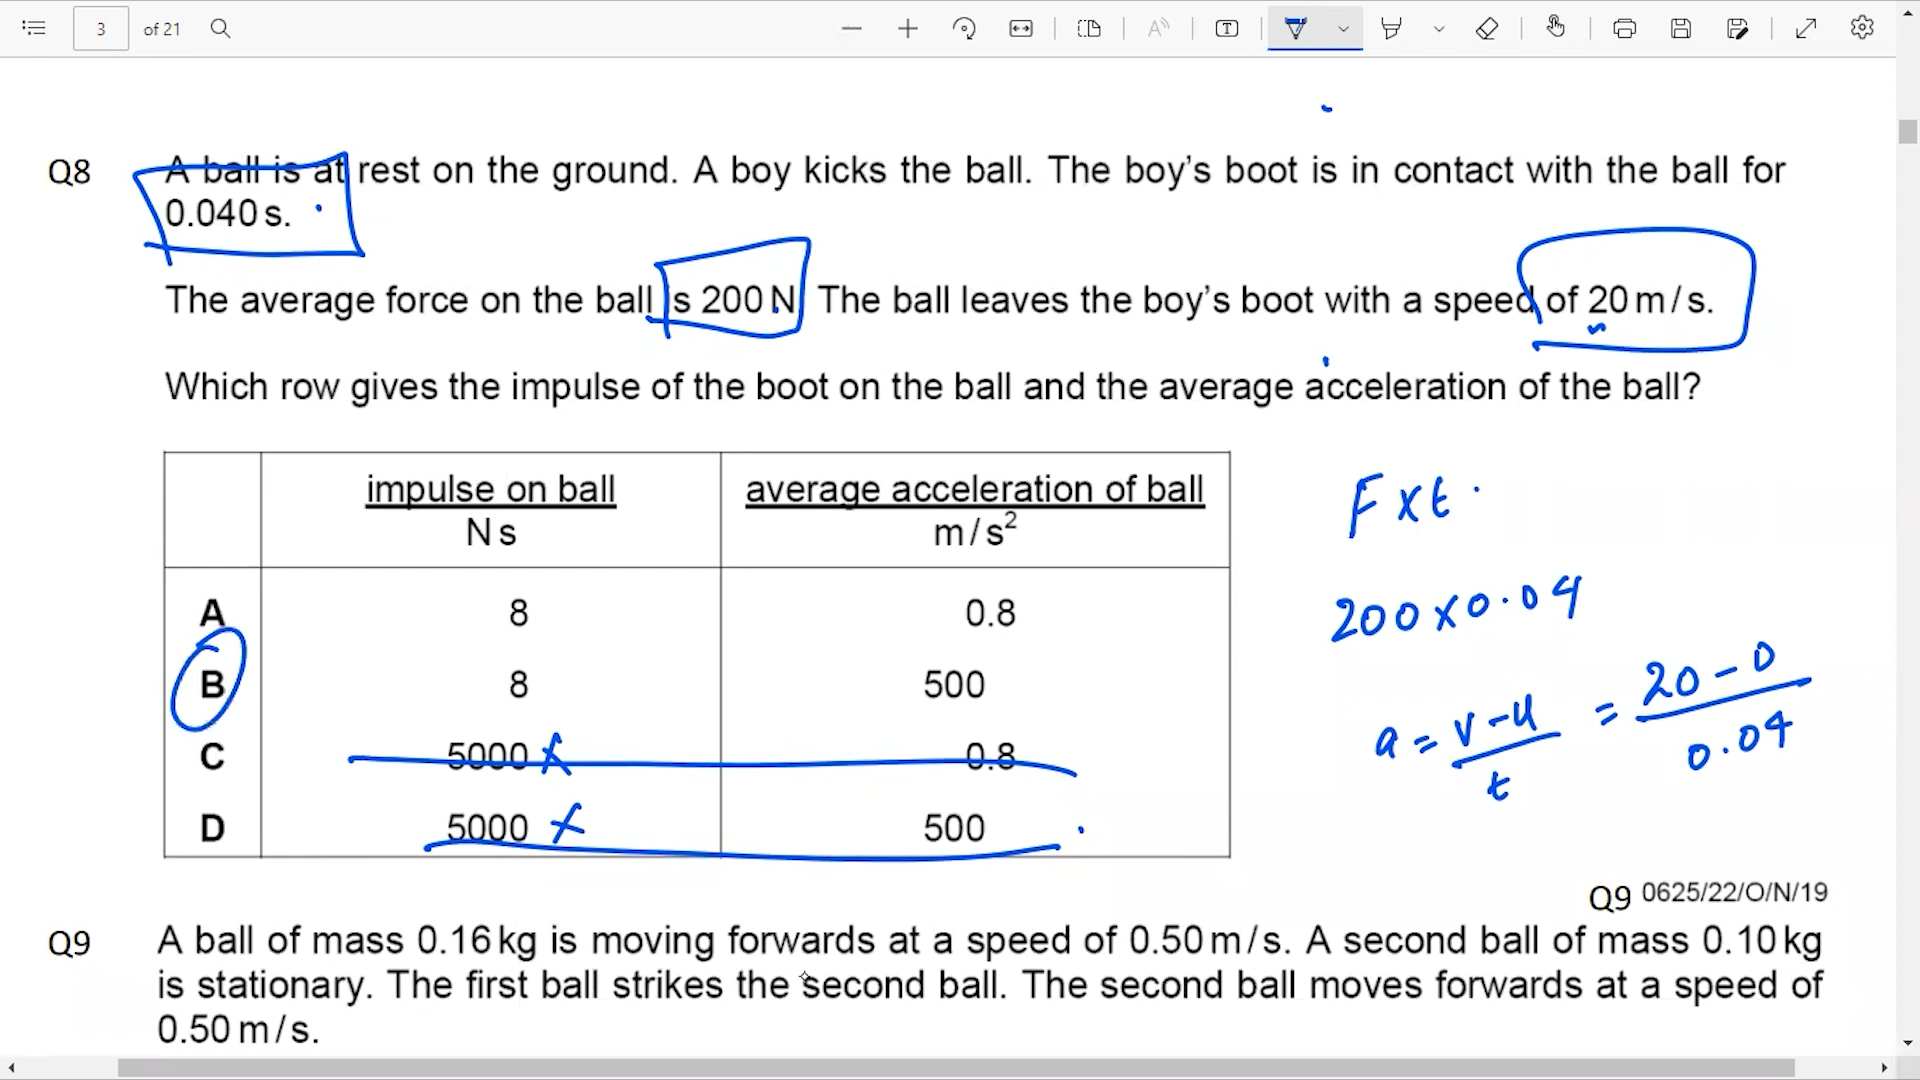 3 of 21
Q8 A ball is at rest on the ground. A boy kicks the ball. The boy's boot is in contact with the ball for
0.040 s.
The average force on the ball is 200 N. The ball leaves the boy's boot with a speed of 20 m / s.
Which row gives the impulse of the boot on the ball and the average acceleration of the ball?
impulse on ball average acceleration of ball
N s m / s²
A 8 0.8
B 8 500
C 5000 0.8
D 5000 500
F x t
200 x 0.04
a = v - u / t = 20 - 0 / 0.04
Q9 0625/22/O/N/19
Q9 A ball of mass 0.16 kg is moving forwards at a speed of 0.50 m / s. A second ball of mass 0.10 kg
is stationary. The first ball strikes the second ball. The second ball moves forwards at a speed of
0.50 m / s.